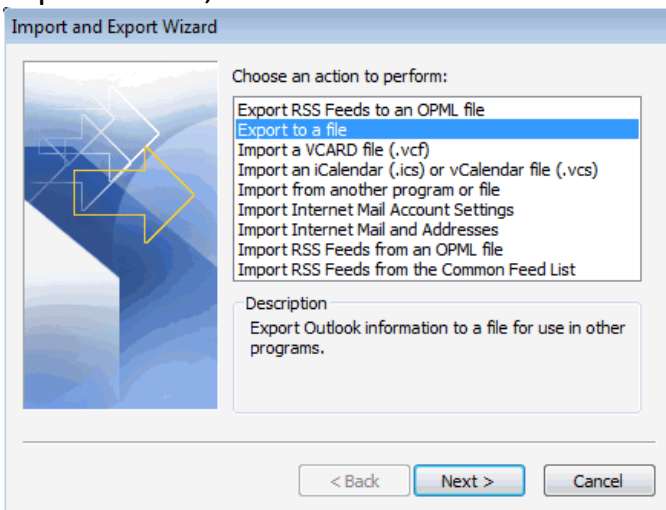 Import and Export Wizard
Choose an action to perform:
Export RSS Feeds to an OPML file
Export to a file
Import a VCARD file (.vcf)
Import an iCalendar (.ics) or vCalendar file (.vcs)
Import from another program or file
Import Internet Mail Account Settings
Import Internet Mail and Addresses
Import RSS Feeds from an OPML file
Import RSS Feeds from the Common Feed List
Description
Export Outlook information to a file for use in other
programs.
< Back Next > Cancel